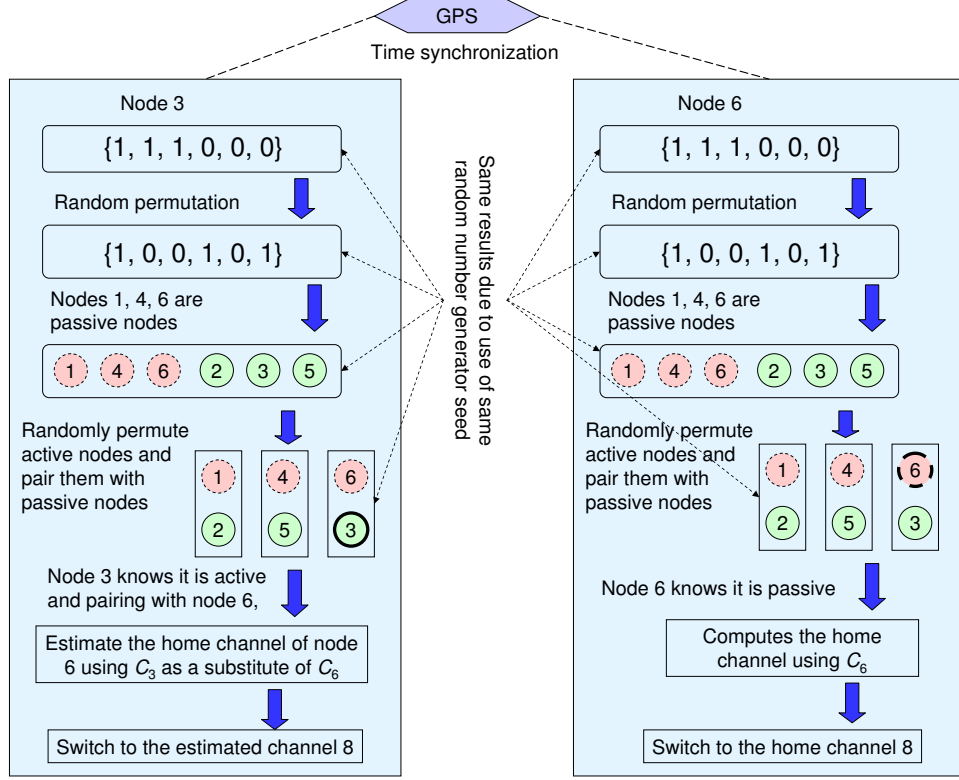 GPS
Time synchronization
Node 3
{1, 1, 1, 0, 0, 0}
Random permutation
{1, 0, 0, 1, 0, 1}
Nodes 1, 4, 6 are
passive nodes
1 4 6 2 3 5
Randomly permute
active nodes and
pair them with
passive nodes
1 4 6
2 5 3
Node 3 knows it is active
and pairing with node 6,
Estimate the home channel of node
6 using C3 as a substitute of C6
Switch to the estimated channel 8
Same results due to use of same
random number generator seed
Node 6
{1, 1, 1, 0, 0, 0}
Random permutation
{1, 0, 0, 1, 0, 1}
Nodes 1, 4, 6 are
passive nodes
1 4 6 2 3 5
Randomly permute
active nodes and
pair them with
passive nodes
1 4 6
2 5 3
Node 6 knows it is passive
Computes the home
channel using C6
Switch to the home channel 8